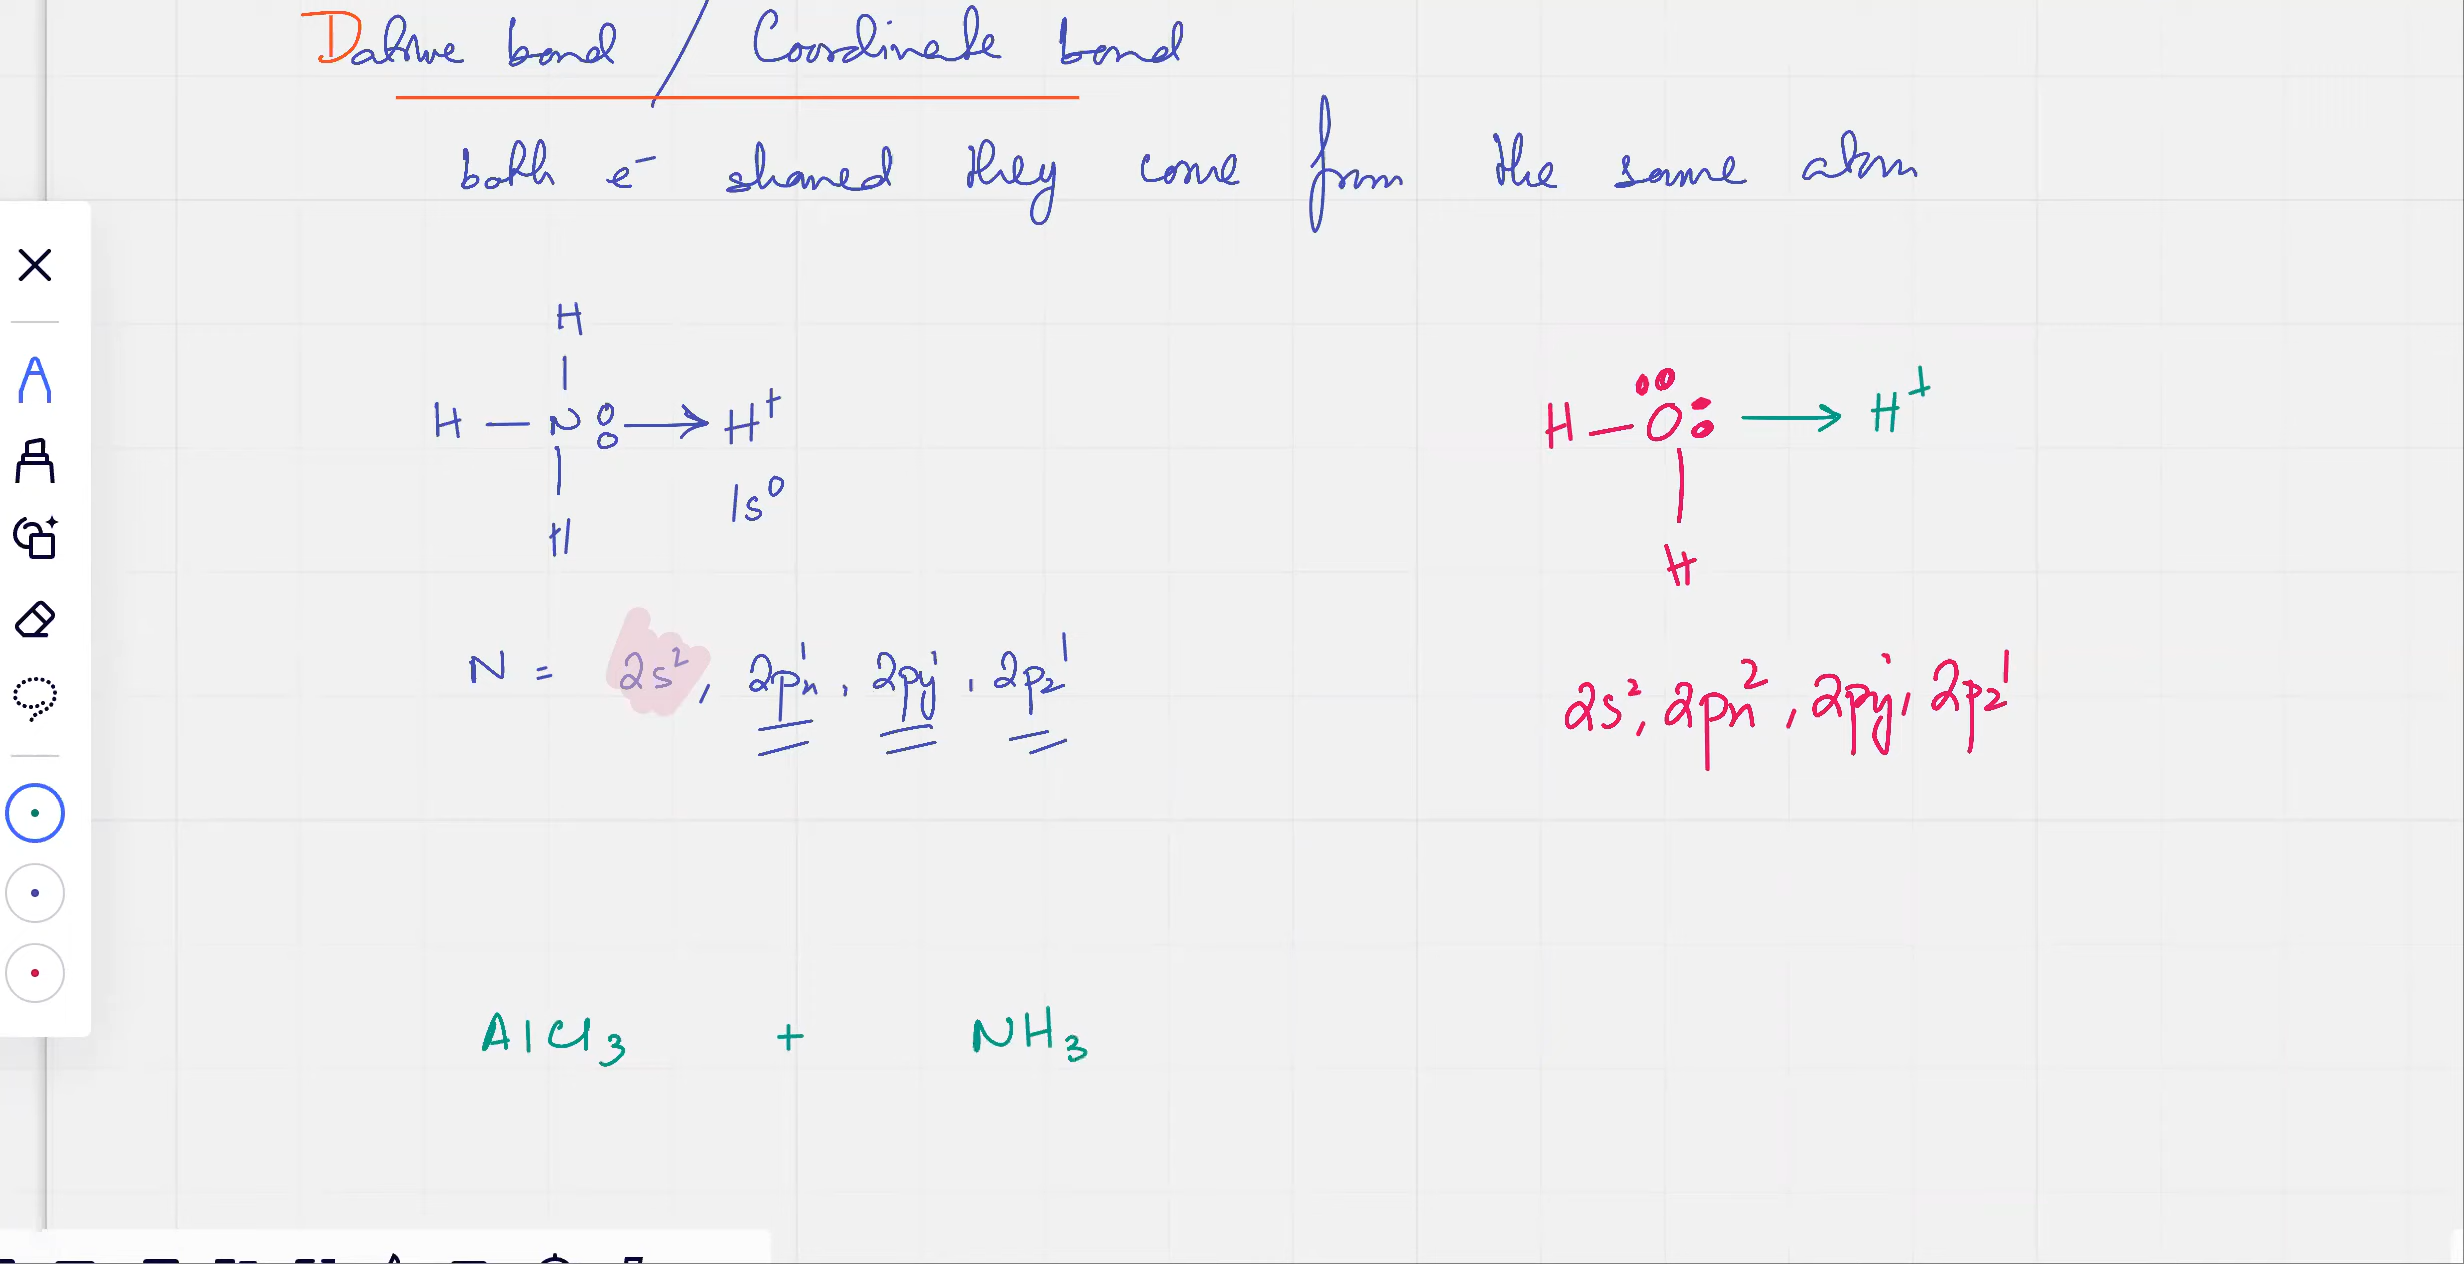 Dative bond / Coordinate bond
both e⁻ shared they come from the same atom
H
H — N 8 → H⁺
1s⁰
H
H — O : → H⁺
H
N = 2s², 2px¹, 2py¹, 2pz¹
2s², 2px², 2py¹, 2pz¹
AlCl₃ + NH₃